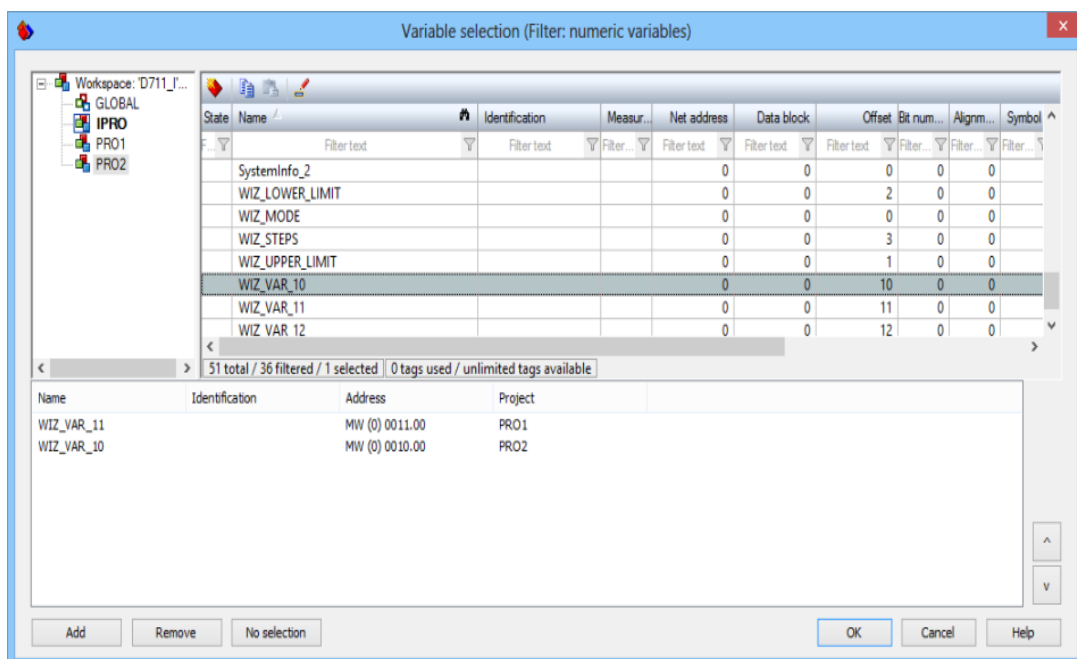 Variable selection (Filter: numeric variables)
x
Workspace: 'D711_I'...
GLOBAL
IPRO
PRO1
PRO2
State Name Identification Measur... Net address Data block Offset Bit num... Alignm... Symbol
F... Filter text Filter text Filter... Filter text Filter text Filter text Filter... Filter... Filter...
SystemInfo_2 0 0 0 0 0
WIZ_LOWER_LIMIT 0 0 2 0 0
WIZ_MODE 0 0 0 0 0
WIZ_STEPS 0 0 3 0 0
WIZ_UPPER_LIMIT 0 0 1 0 0
WIZ_VAR_10 0 0 10 0 0
WIZ_VAR_11 0 0 11 0 0
WIZ_VAR_12 0 0 12 0 0
51 total / 36 filtered / 1 selected 0 tags used / unlimited tags available
Name Identification Address Project
WIZ_VAR_11 MW (0) 0011.00 PRO1
WIZ_VAR_10 MW (0) 0010.00 PRO2
Add Remove No selection OK Cancel Help